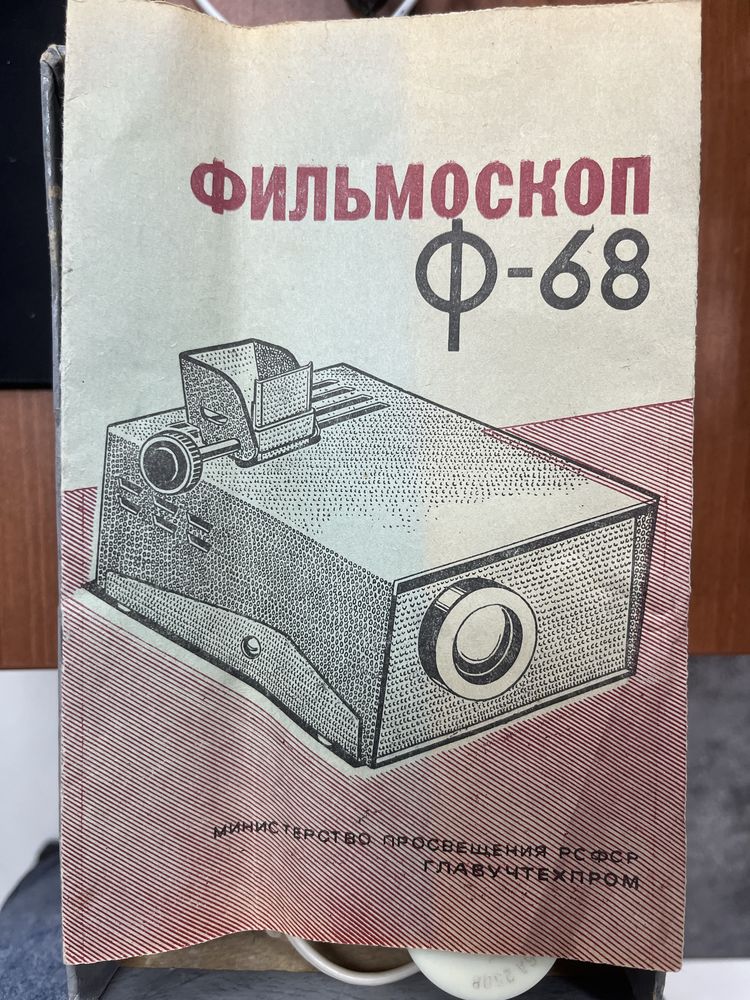 ФИЛЬМОСКОП
Ф-68
МИНИСТЕРСТВО ПРОСВЕЩЕНИЯ РСФСР
ГЛАВУЧТЕХПРОМ